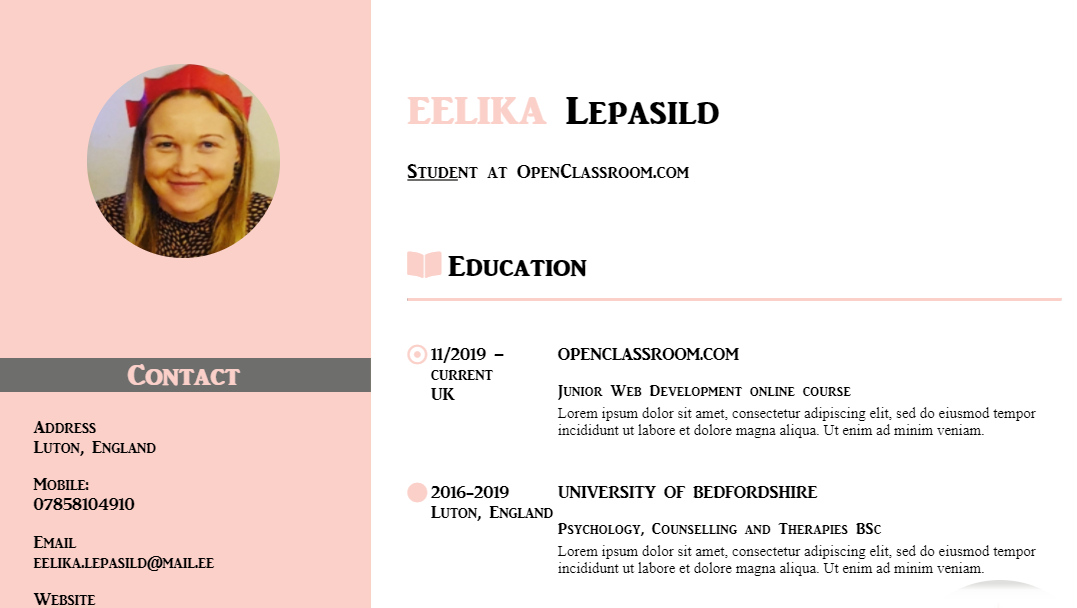 EELIKA Lepasild
Student at OpenClassroom.com
Education
11/2019 –
current
UK
OPENCLASSROOM.COM
Junior Web Development online course
Lorem ipsum dolor sit amet, consectetur adipiscing elit, sed do eiusmod tempor
incididunt ut labore et dolore magna aliqua. Ut enim ad minim veniam.
2016-2019
Luton, England
UNIVERSITY OF BEDFORDSHIRE
Psychology, Counselling and Therapies BSc
Lorem ipsum dolor sit amet, consectetur adipiscing elit, sed do eiusmod tempor
incididunt ut labore et dolore magna aliqua. Ut enim ad minim veniam.
Contact
Address
Luton, England
Mobile:
07858104910
Email
eelika.lepasild@mail.ee
Website